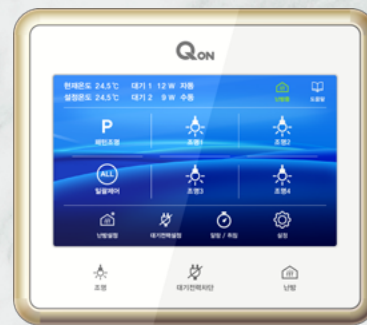 QON
현재온도 24.5℃ 대기 1 12 W 자동
설정온도 24.5℃ 대기 2 9 W 수동
난방중 도움말
P
패턴조명 조명1 조명2
ALL
일괄제어 조명3 조명4
난방설정 대기전력설정 알람 / 취침 설정
조명 대기전력차단 난방